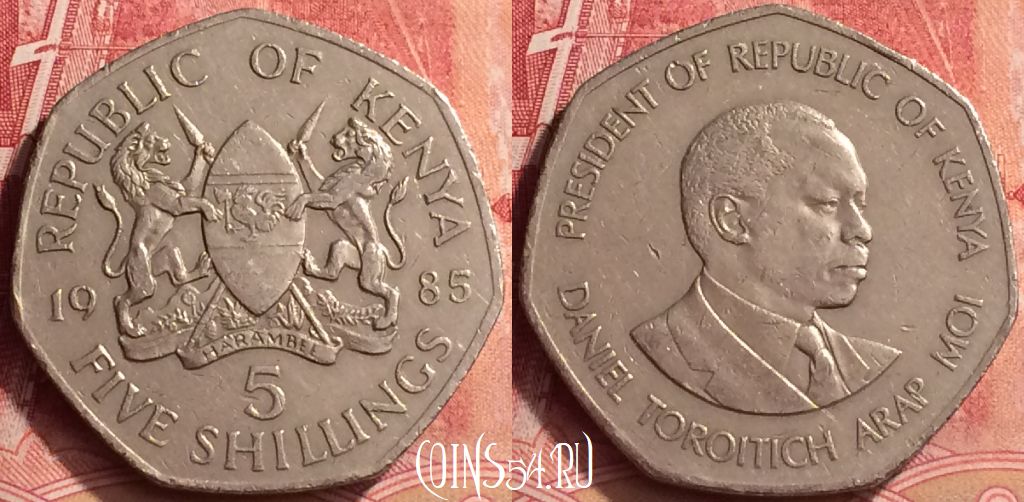 REPUBLIC OF KENYA
19 85
HARAMBEE
5
FIVE SHILLINGS
PRESIDENT OF REPUBLIC OF KENYA
DANIEL TOROITICH ARAP MOI
COINS54.RU